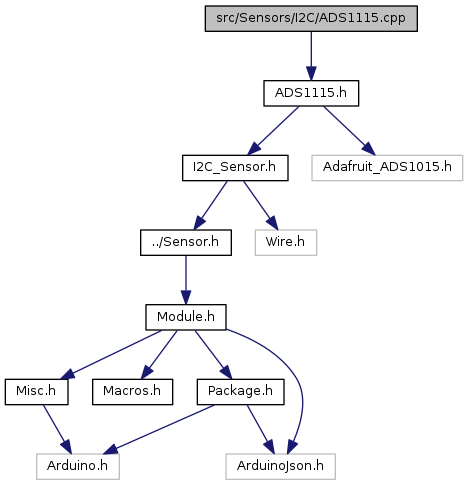 src/Sensors/I2C/ADS1115.cpp
ADS1115.h
I2C_Sensor.h
Adafruit_ADS1015.h
../Sensor.h
Wire.h
Module.h
Misc.h
Macros.h
Package.h
Arduino.h
ArduinoJson.h